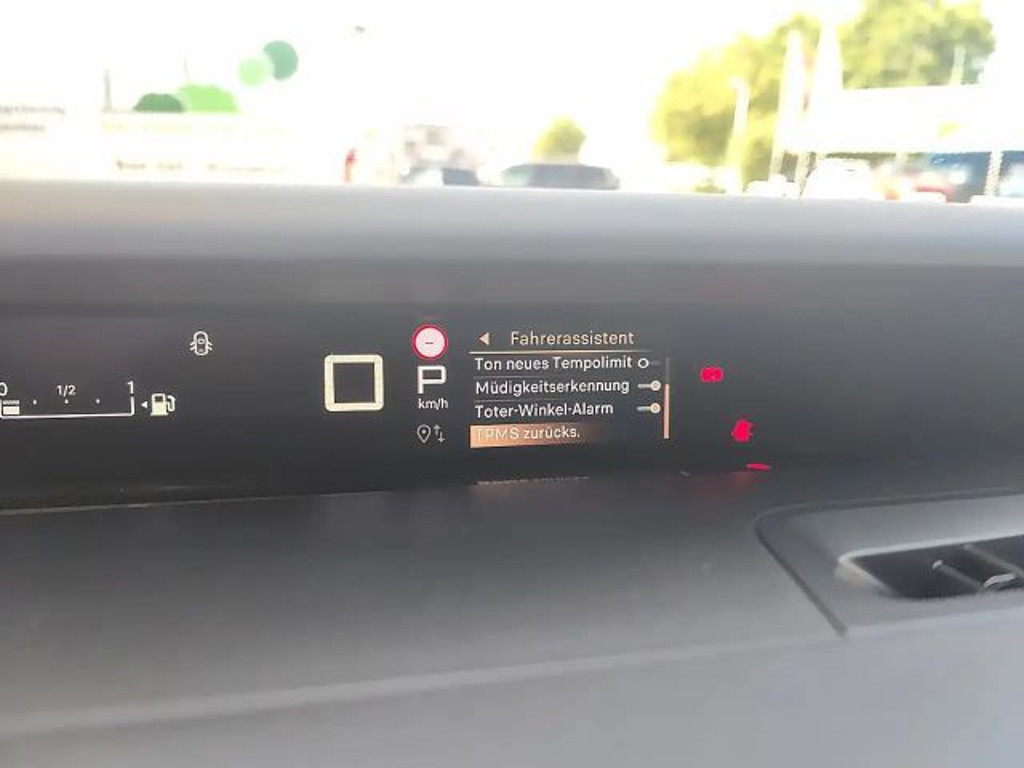 Fahrerassistent
Ton neues Tempolimit
Müdigkeitserkennung
Toter-Winkel-Alarm
TPMS zurücks.
P
km/h
0 1/2 1